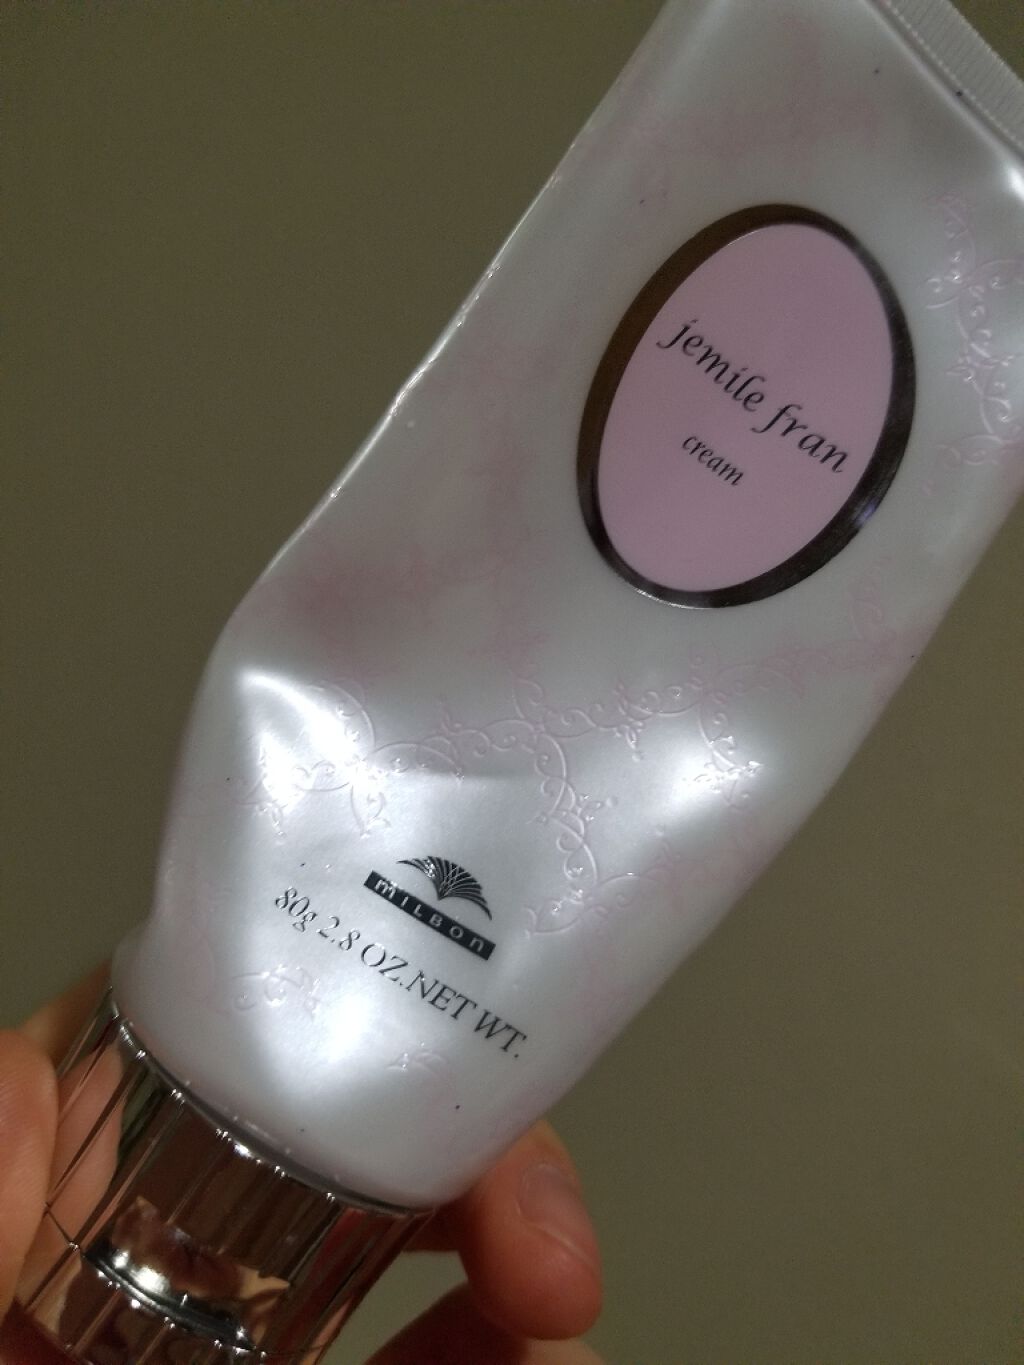 jemile fran
cream
MILBON
80g 2.8 OZ.NET WT.